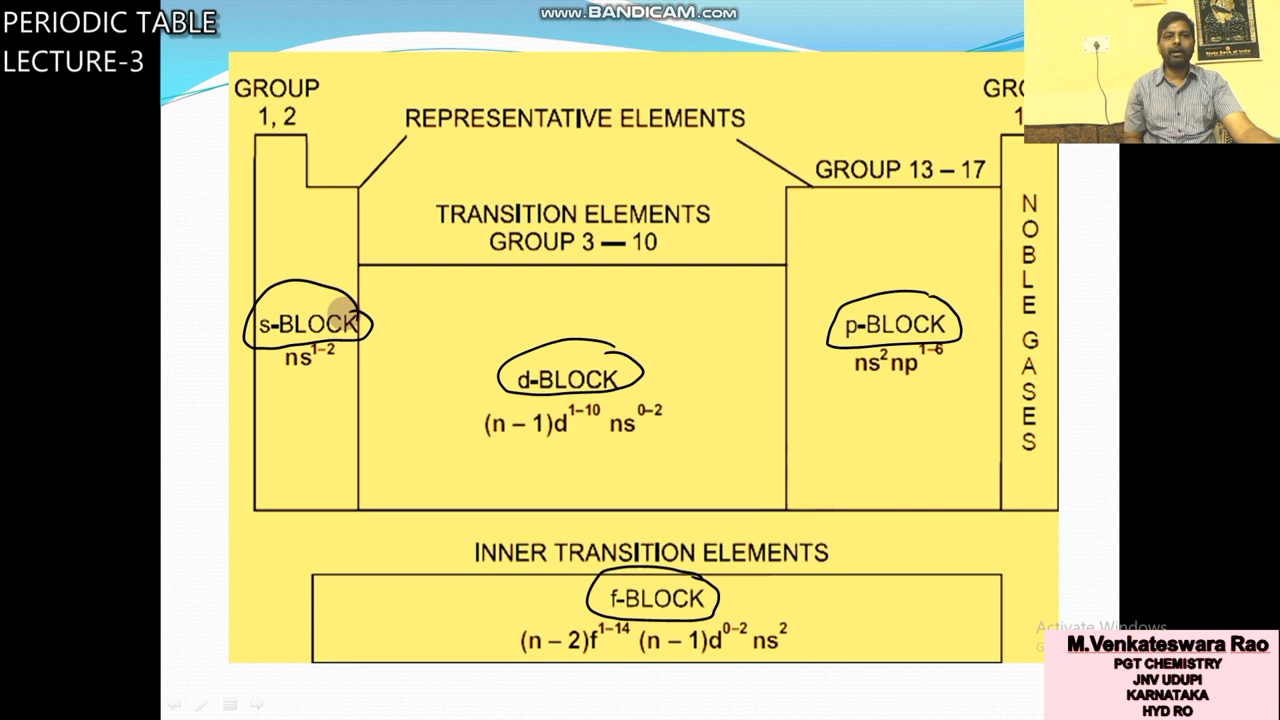 WWW.BANDICAM.COM
PERIODIC TABLE
LECTURE-3
GROUP
1, 2
REPRESENTATIVE ELEMENTS
GROUP 13 – 17
TRANSITION ELEMENTS
GROUP 3 — 10
NOBLE GASES
s-BLOCK
ns¹⁻²
d-BLOCK
(n – 1)d¹⁻¹⁰ ns⁰⁻²
p-BLOCK
ns²np¹⁻⁶
INNER TRANSITION ELEMENTS
f-BLOCK
(n – 2)f¹⁻¹⁴ (n – 1)d⁰⁻² ns²
Activate Windows
M.Venkateswara Rao
PGT CHEMISTRY
JNV UDUPI
KARNATAKA
HYD RO